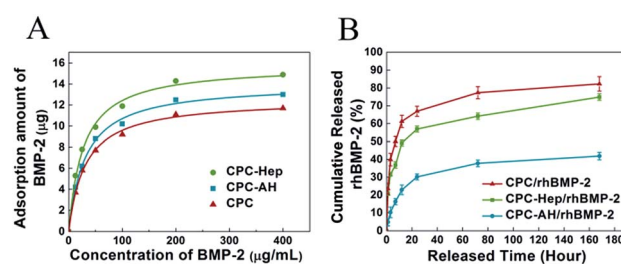 A
Adsorption amount of
BMP-2 (μg)
16
14
12
10
8
6
4
2
0
0
100
200
300
400
CPC-Hep
CPC-AH
CPC
Concentration of BMP-2 (μg/mL)
B
Cumulative Released
rhBMP-2 (%)
100
90
80
70
60
50
40
30
20
10
0
0
20
40
60
80
100
120
140
160
180
CPC/rhBMP-2
CPC-Hep/rhBMP-2
CPC-AH/rhBMP-2
Released Time (Hour)